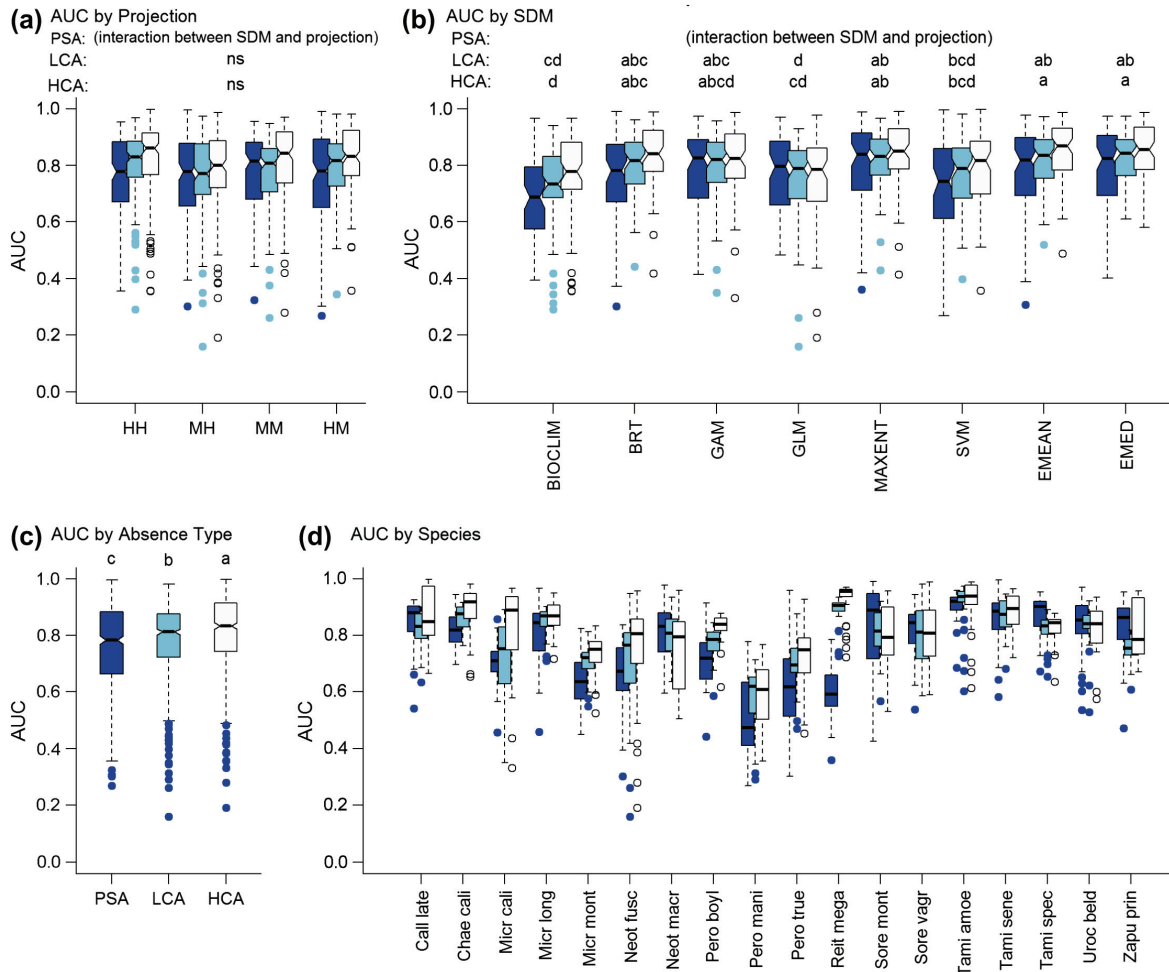 (a) AUC by Projection
PSA: (interaction between SDM and projection)
LCA: ns
HCA: ns
1.0
0.8
0.6
0.4
0.2
0.0
AUC
HH MH MM HM
(b) AUC by SDM
PSA: (interaction between SDM and projection)
LCA: cd abc abc d ab bcd ab ab
HCA: d abc abcd cd ab bcd a a
1.0
0.8
0.6
0.4
0.2
0.0
AUC
BIOCLIM
BRT
GAM
GLM
MAXENT
SVM
EMEAN
EMED
(c) AUC by Absence Type
c b a
1.0
0.8
0.6
0.4
0.2
0.0
AUC
PSA LCA HCA
(d) AUC by Species
1.0
0.8
0.6
0.4
0.2
0.0
AUC
Call late
Chae cali
Micr cali
Micr long
Micr mont
Neot fusc
Neot macr
Pero boyl
Pero mani
Pero true
Reit mega
Sore mont
Sore vagr
Tami amoe
Tami sene
Tami spec
Uroc beld
Zapu prin